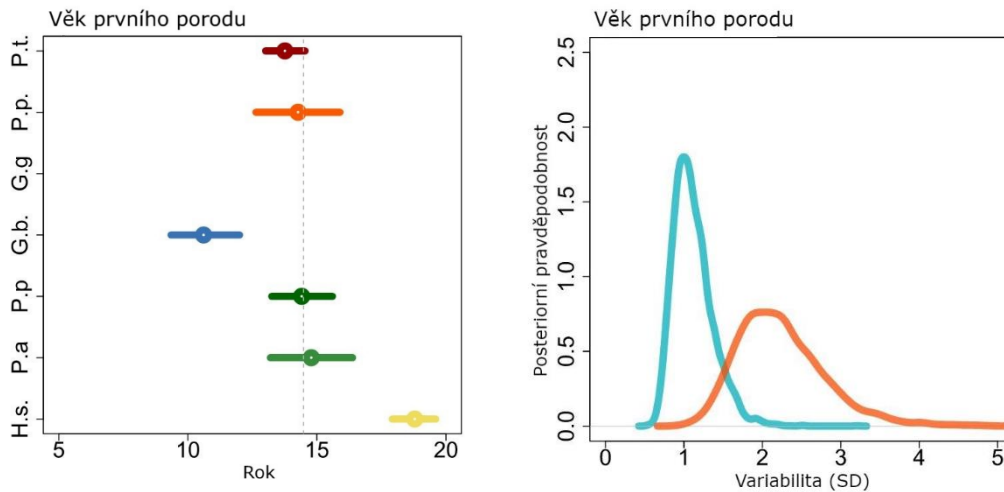 Věk prvního porodu
P.t.
P.p.
G.g
G.b.
P.p
P.a
H.s.
5 10 15 20
Rok
Věk prvního porodu
Posteriorní pravděpodobnost
2.5
2.0
1.5
1.0
0.5
0.0
0 1 2 3 4 5
Variabilita (SD)